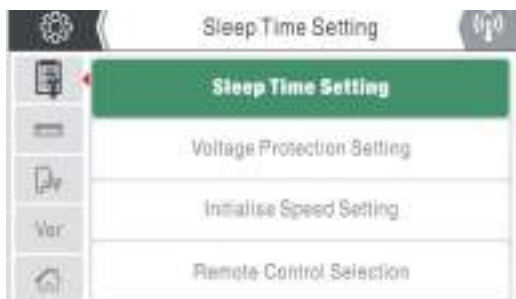 Sleep Time Setting
Sleep Time Setting
Voltage Protection Setting
Initialise Speed Setting
Ver
Remote Control Selection